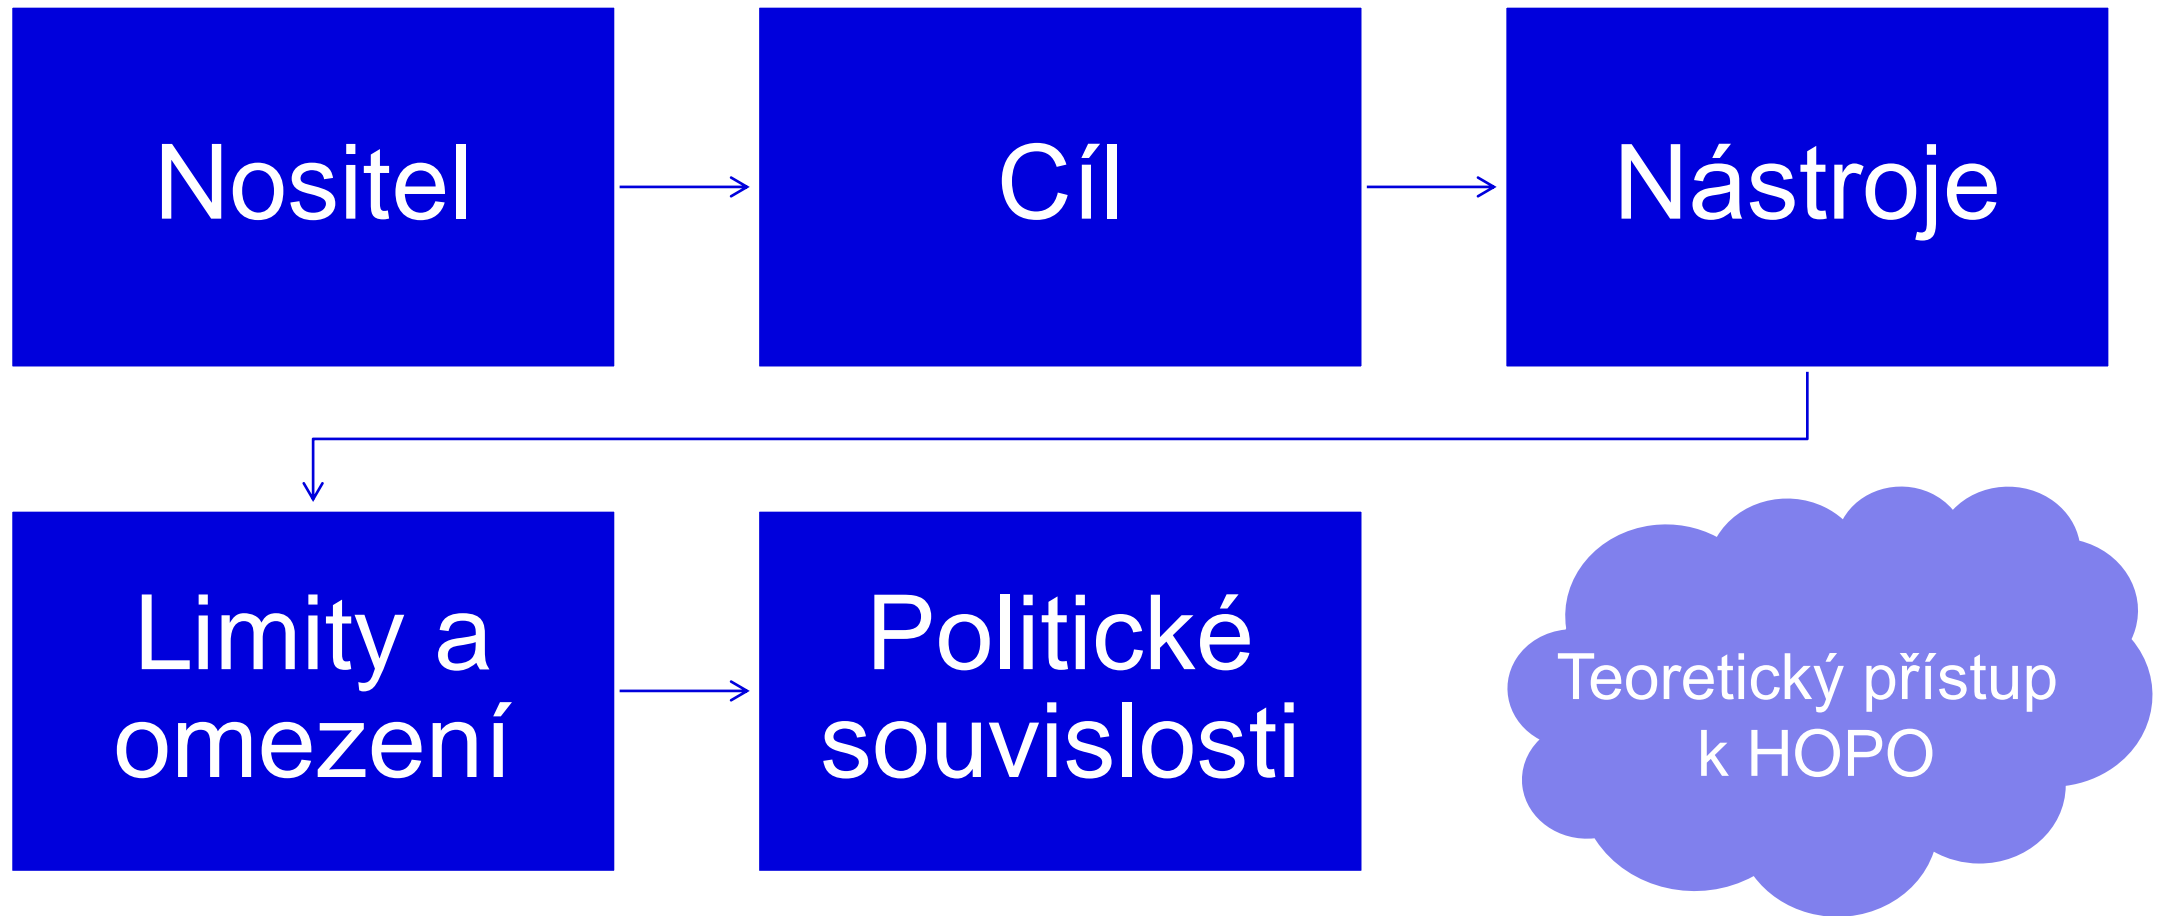 Nositel
Cíl
Nástroje
Limity a
omezení
Politické
souvislosti
Teoretický přístup
k HOPO